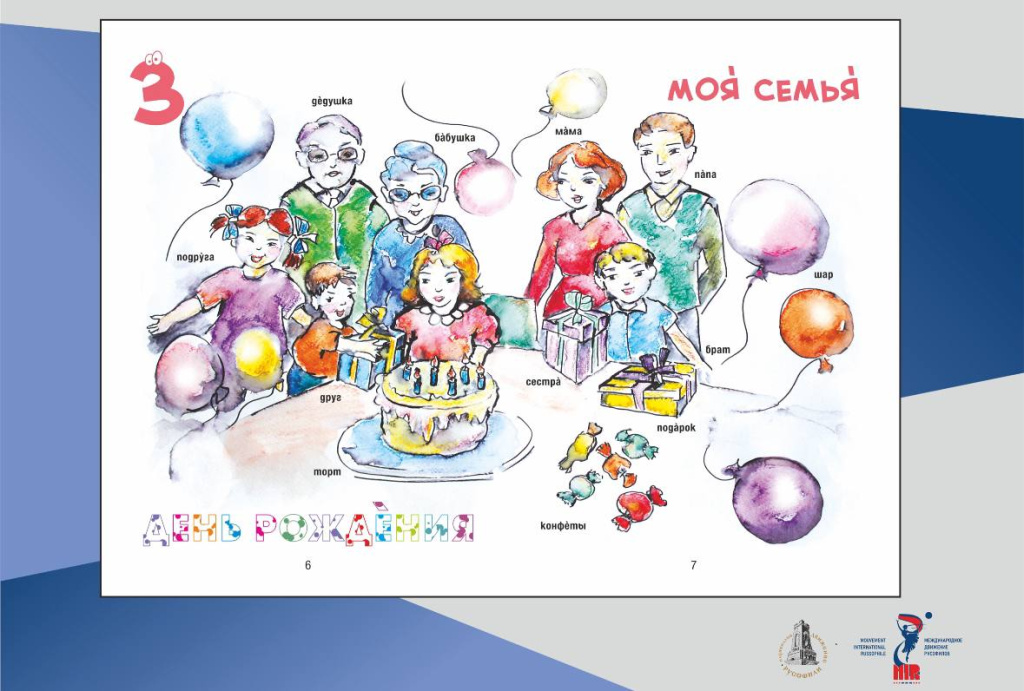 3
МОЯ̀ СЕМЬЯ̀
дѐдушка
ба̀бушка
ма̀ма
па̀па
подру̀га
шар
брат
сестра̀
друг
пода̀рок
торт
конфѐты
ДЕНЬ РОЖДЀНИЯ
6
7
MOUVEMENT
INTERNATIONAL
RUSSOPHILE
МЕЖДУНАРОДНОЕ
ДВИЖЕНИЕ
РУСОФИЛОВ
MIR